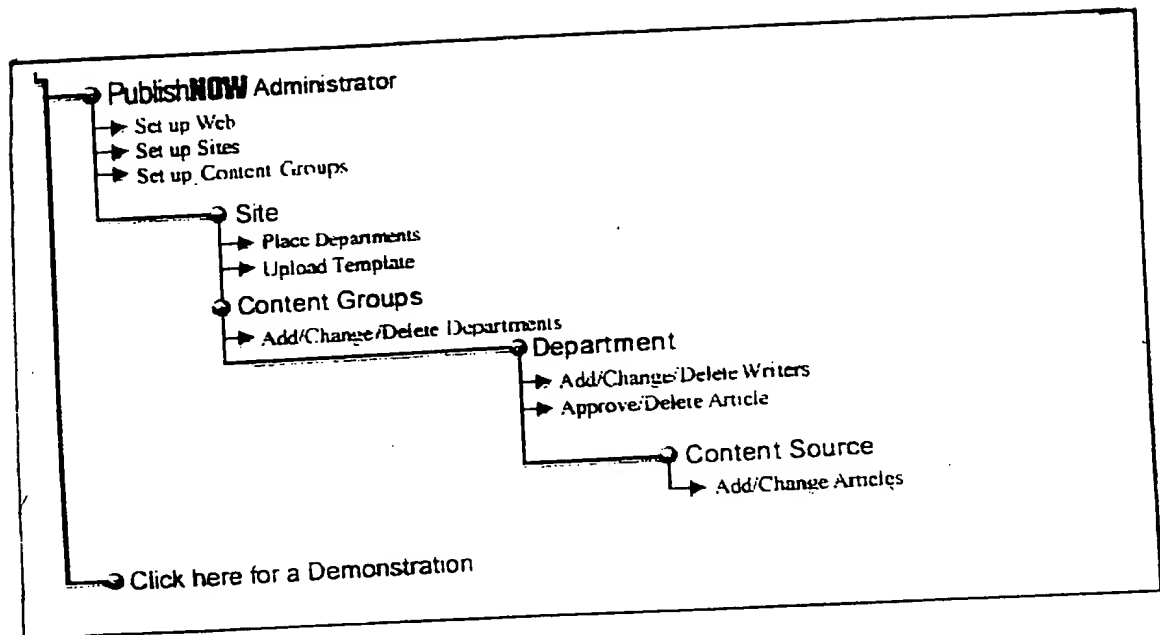 PublishNOW Administrator
Set up Web
Set up Sites
Set up Content Groups
Site
Place Departments
Upload Template
Content Groups
Add/Change/Delete Departments
Department
Add/Change/Delete Writers
Approve/Delete Article
Content Source
Add/Change Articles
Click here for a Demonstration